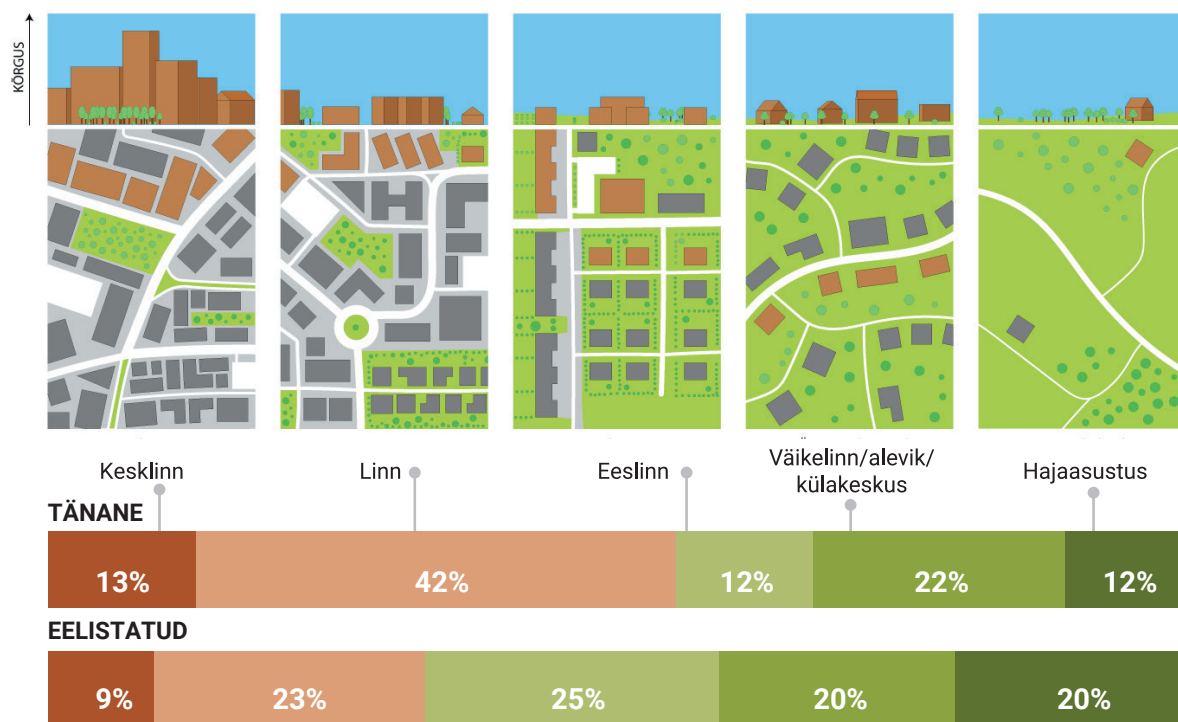 KÕRGUS
Kesklinn
Linn
Eeslinn
Väikelinn/alevik/
külakeskus
Hajaasustus
TÄNANE
13%
42%
12%
22%
12%
EELISTATUD
9%
23%
25%
20%
20%